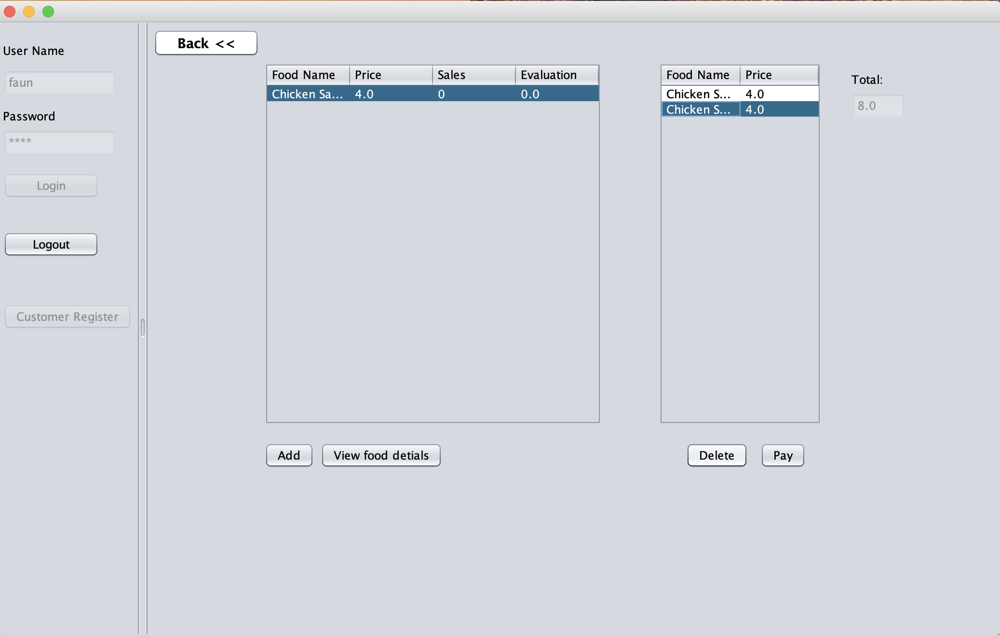 User Name
faun
Password
****
Login
Logout
Customer Register
Back <<
Food Name Price Sales Evaluation
Chicken Sa... 4.0 0 0.0
Add View food detials
Food Name Price
Chicken S... 4.0
Chicken S... 4.0
Delete Pay
Total:
8.0